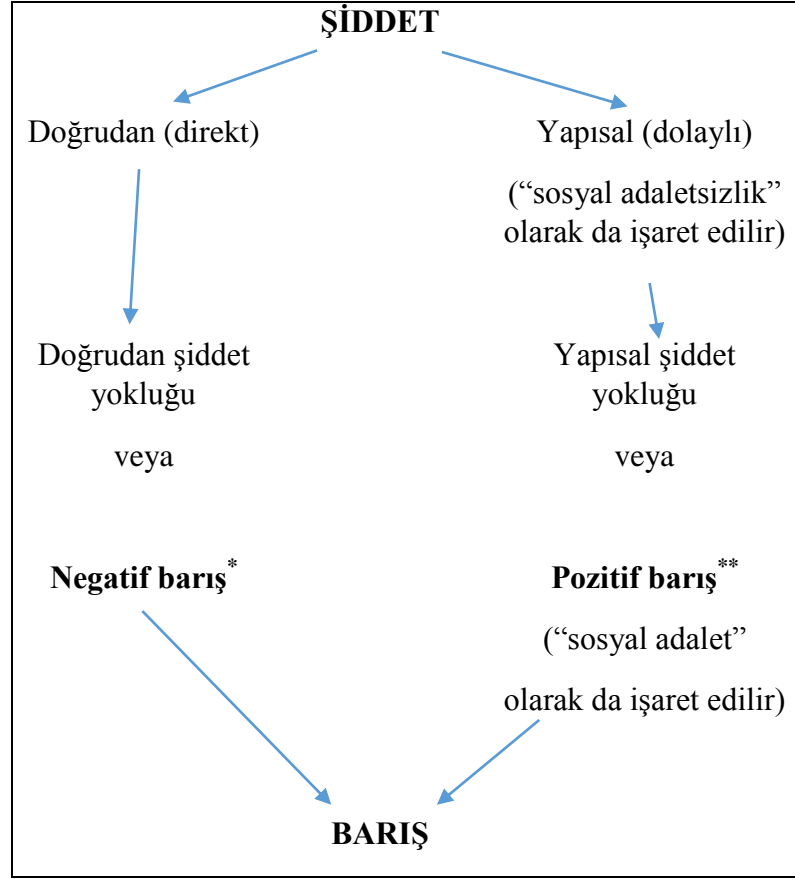 ŞİDDET
Doğrudan (direkt)
Yapısal (dolaylı)
(“sosyal adaletsizlik”
olarak da işaret edilir)
Doğrudan şiddet
yokluğu
veya
Yapısal şiddet
yokluğu
veya
Negatif barış*
Pozitif barış**
(“sosyal adalet”
olarak da işaret edilir)
BARIŞ